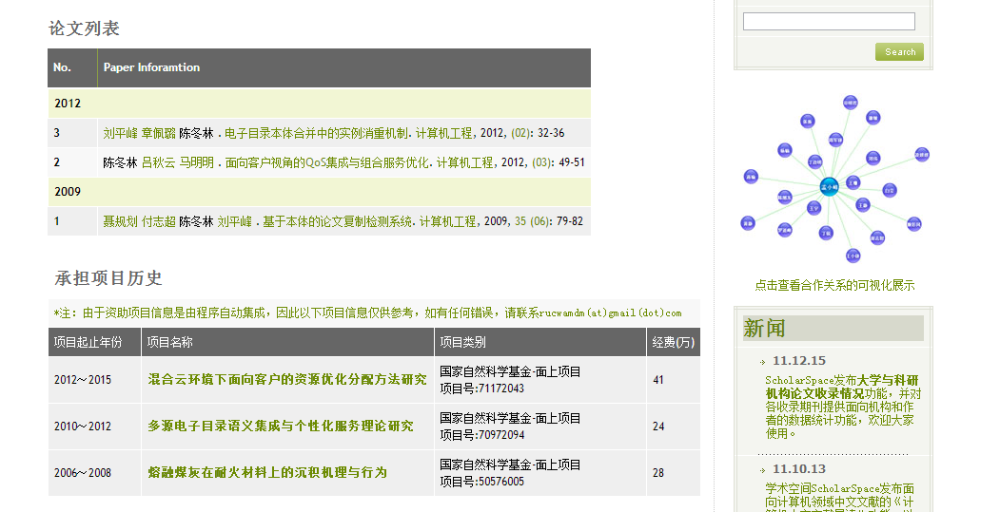 论文列表
No. Paper Inforamtion
2012
3 刘平峰 章佩璐 陈冬林 . 电子目录本体合并中的实例消重机制. 计算机工程, 2012, (02): 32-36
2 陈冬林 吕秋云 马明明 . 面向客户视角的QoS集成与组合服务优化. 计算机工程, 2012, (03): 49-51
2009
1 聂规划 付志超 陈冬林 刘平峰 . 基于本体的论文复制检测系统. 计算机工程, 2009, 35 (06): 79-82
承担项目历史
*注：由于资助项目信息是由程序自动集成，因此以下项目信息仅供参考，如有任何错误，请联系rucwamdm(at)gmail(dot)com
项目起止年份 项目名称 项目类别 经费(万)
2012～2015 混合云环境下面向客户的资源优化分配方法研究 国家自然科学基金-面上项目 41
项目号:71172043
2010～2012 多源电子目录语义集成与个性化服务理论研究 国家自然科学基金-面上项目 24
项目号:70972094
2006～2008 熔融煤灰在耐火材料上的沉积机理与行为 国家自然科学基金-面上项目 28
项目号:50576005
Search
孟小峰
点击查看合作关系的可视化展示
新闻
11.12.15
ScholarSpace发布大学与科研
机构论文收录情况功能，并对
各收录期刊提供面向机构和作
者的数据统计功能，欢迎大家
使用。
11.10.13
学术空间ScholarSpace发布面
向计算机领域中文文献的《计